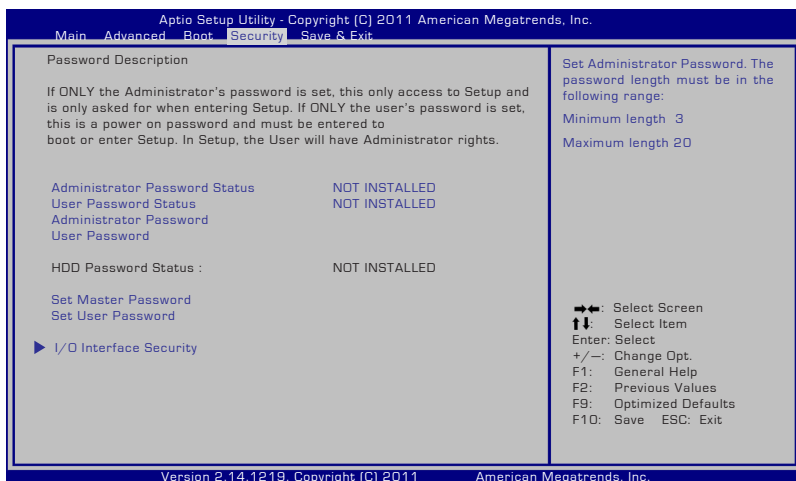 Aptio Setup Utility - Copyright (C) 2011 American Megatrends, Inc.
Main Advanced Boot Security Save & Exit
Password Description
If ONLY the Administrator's password is set, this only access to Setup and
is only asked for when entering Setup. If ONLY the user's password is set,
this is a power on password and must be entered to
boot or enter Setup. In Setup, the User will have Administrator rights.
Administrator Password Status NOT INSTALLED
User Password Status NOT INSTALLED
Administrator Password
User Password
HDD Password Status : NOT INSTALLED
Set Master Password
Set User Password
I/O Interface Security
Set Administrator Password. The
password length must be in the
following range:
Minimum length 3
Maximum length 20
→←: Select Screen
↑↓: Select Item
Enter: Select
+/—: Change Opt.
F1: General Help
F2: Previous Values
F9: Optimized Defaults
F10: Save ESC: Exit
Version 2.14.1219. Copyright (C) 2011 American Megatrends, Inc.